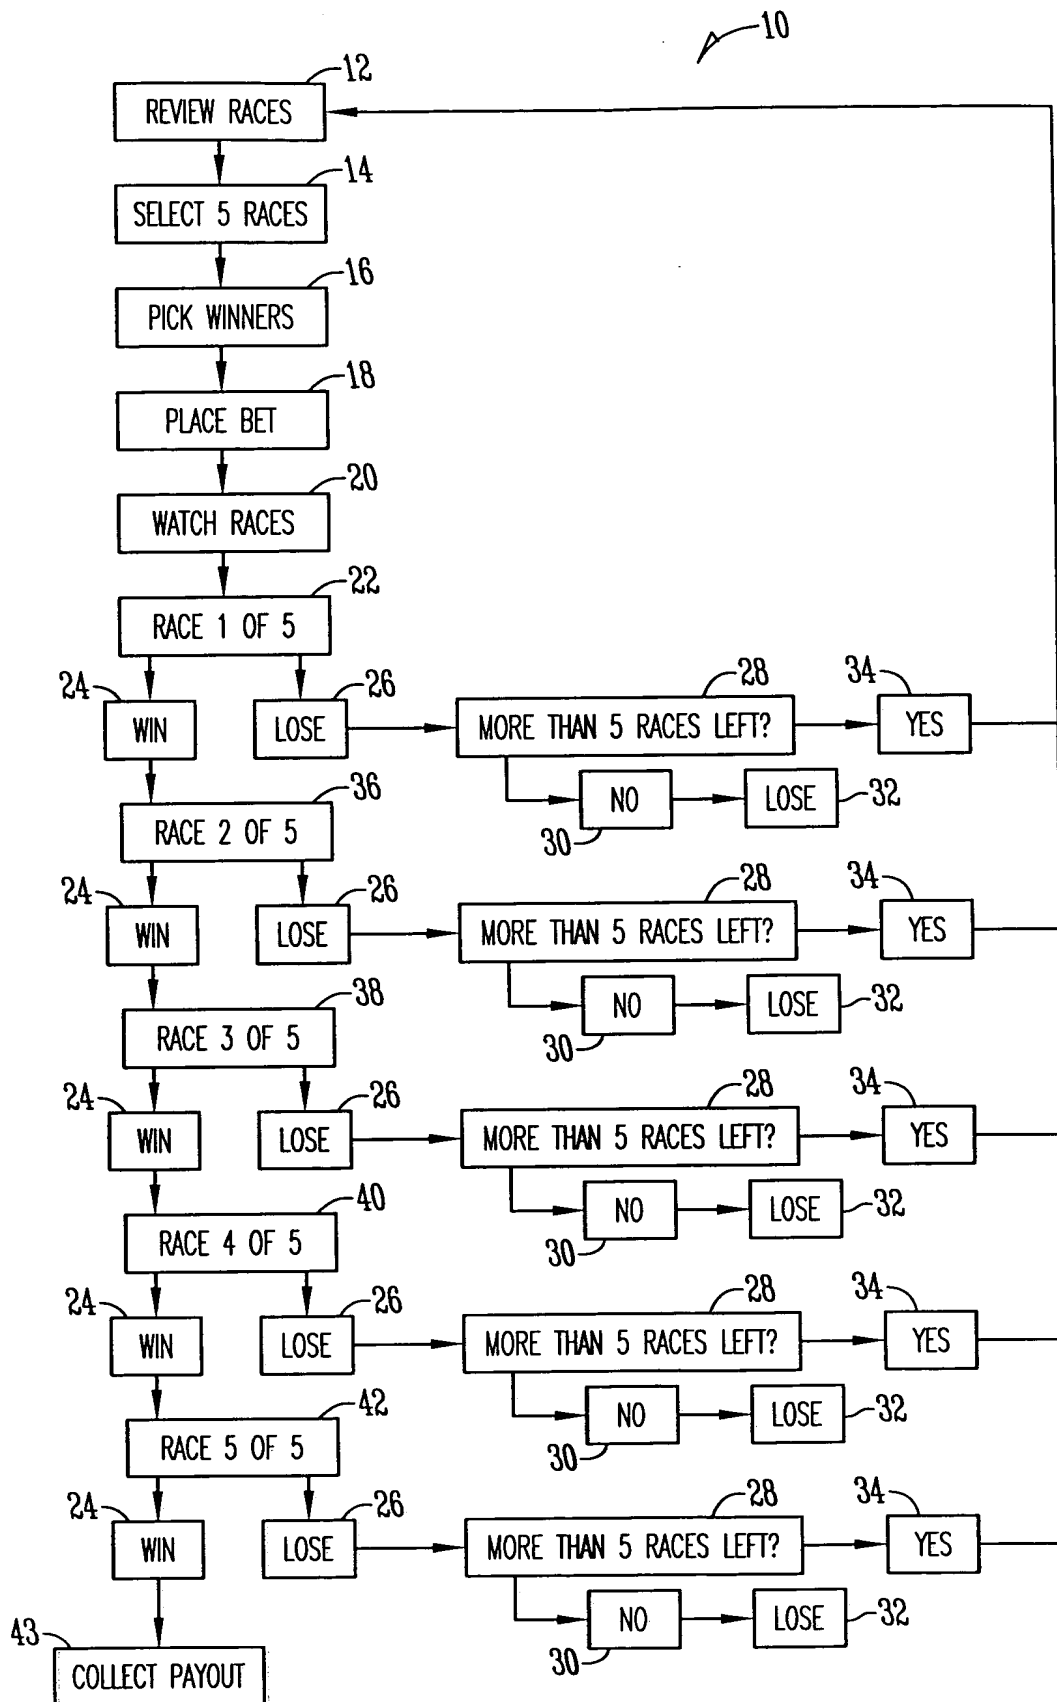 10
12
REVIEW RACES
14
SELECT 5 RACES
16
PICK WINNERS
18
PLACE BET
20
WATCH RACES
22
RACE 1 OF 5
24 26 28 34
WIN LOSE MORE THAN 5 RACES LEFT? YES
NO LOSE 32
30
36
RACE 2 OF 5
24 26 28 34
WIN LOSE MORE THAN 5 RACES LEFT? YES
NO LOSE 32
30
38
RACE 3 OF 5
24 26 28 34
WIN LOSE MORE THAN 5 RACES LEFT? YES
NO LOSE 32
30
40
RACE 4 OF 5
24 26 28 34
WIN LOSE MORE THAN 5 RACES LEFT? YES
NO LOSE 32
30
42
RACE 5 OF 5
24 26 28 34
WIN LOSE MORE THAN 5 RACES LEFT? YES
NO LOSE 32
30
43
COLLECT PAYOUT